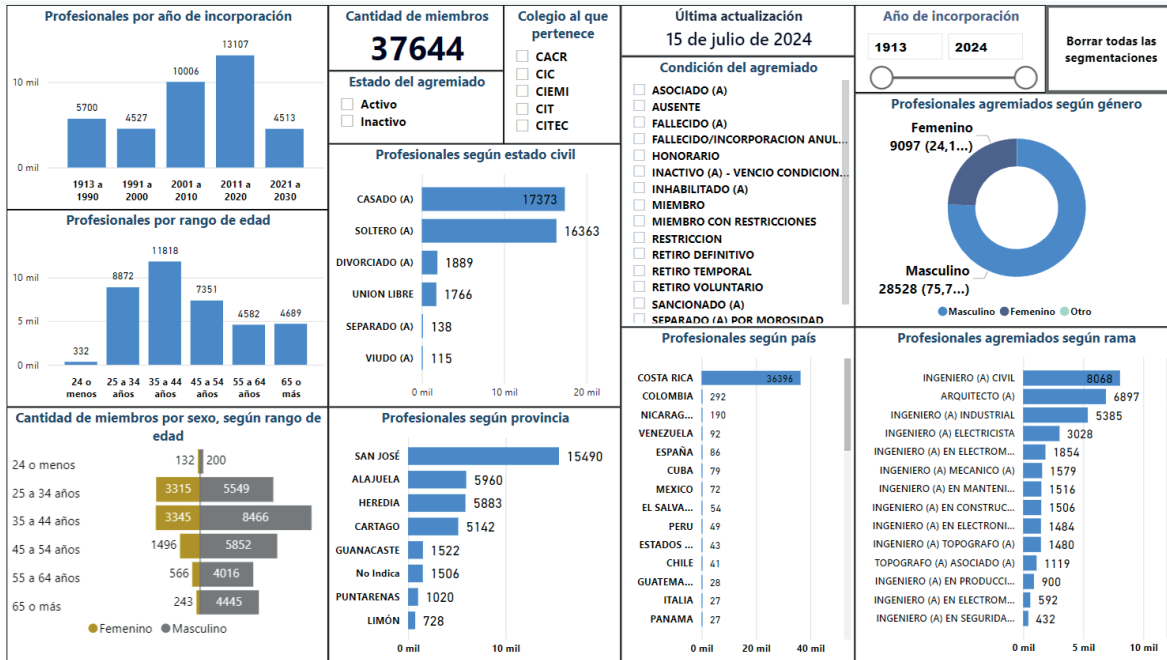 Profesionales por año de incorporación
10 mil
0 mil
5700
4527
10006
13107
4513
1913 a 1990
1991 a 2000
2001 a 2010
2011 a 2020
2021 a 2030
Cantidad de miembros
37644
Estado del agremiado
Activo
Inactivo
Colegio al que
pertenece
CACR
CIC
CIEMI
CIT
CITEC
Última actualización
15 de julio de 2024
Condición del agremiado
ASOCIADO (A)
AUSENTE
FALLECIDO (A)
FALLECIDO/INCORPORACION ANUL...
HONORARIO
INACTIVO (A) - VENCIO CONDICION...
INHABILITADO (A)
MIEMBRO
MIEMBRO CON RESTRICCIONES
RESTRICCION
RETIRO DEFINITIVO
RETIRO TEMPORAL
RETIRO VOLUNTARIO
SANCIONADO (A)
SEPARADO (A) POR MOROSIDAD
Año de incorporación
1913
2024
Borrar todas las
segmentaciones
Profesionales agremiados según género
Femenino
9097 (24,1...)
Masculino
28528 (75,7...)
Masculino Femenino Otro
Profesionales por rango de edad
10 mil
5 mil
0 mil
332
8872
11818
7351
4582
4689
24 o menos
25 a 34 años
35 a 44 años
45 a 54 años
55 a 64 años
65 o más
Profesionales según estado civil
CASADO (A) 17373
SOLTERO (A) 16363
DIVORCIADO (A) 1889
UNION LIBRE 1766
SEPARADO (A) 138
VIUDO (A) 115
0 mil 10 mil 20 mil
Cantidad de miembros por sexo, según rango de
edad
24 o menos 132 200
25 a 34 años 3315 5549
35 a 44 años 3345 8466
45 a 54 años 1496 5852
55 a 64 años 566 4016
65 o más 243 4445
Femenino Masculino
Profesionales según provincia
SAN JOSÉ 15490
ALAJUELA 5960
HEREDIA 5883
CARTAGO 5142
GUANACASTE 1522
No Indica 1506
PUNTARENAS 1020
LIMÓN 728
0 mil 10 mil
Profesionales según país
COSTA RICA 36396
COLOMBIA 292
NICARAG... 190
VENEZUELA 92
ESPAÑA 86
CUBA 79
MEXICO 72
EL SALVA... 54
PERU 49
ESTADOS ... 43
CHILE 41
GUATEMA... 28
ITALIA 27
PANAMA 27
0 mil 20 mil 40 mil
Profesionales agremiados según rama
INGENIERO (A) CIVIL 8068
ARQUITECTO (A) 6897
INGENIERO (A) INDUSTRIAL 5385
INGENIERO (A) ELECTRICISTA 3028
INGENIERO (A) EN ELECTROM... 1854
INGENIERO (A) MECANICO (A) 1579
INGENIERO (A) EN MANTENI... 1516
INGENIERO (A) EN CONSTRUC... 1506
INGENIERO (A) EN ELECTRONI... 1484
INGENIERO (A) TOPOGRAFO (A) 1480
TOPOGRAFO (A) ASOCIADO (A) 1119
INGENIERO (A) EN PRODUCCI... 900
INGENIERO (A) EN ELECTROM... 592
INGENIERO (A) EN SEGURIDA... 432
0 mil 5 mil 10 mil